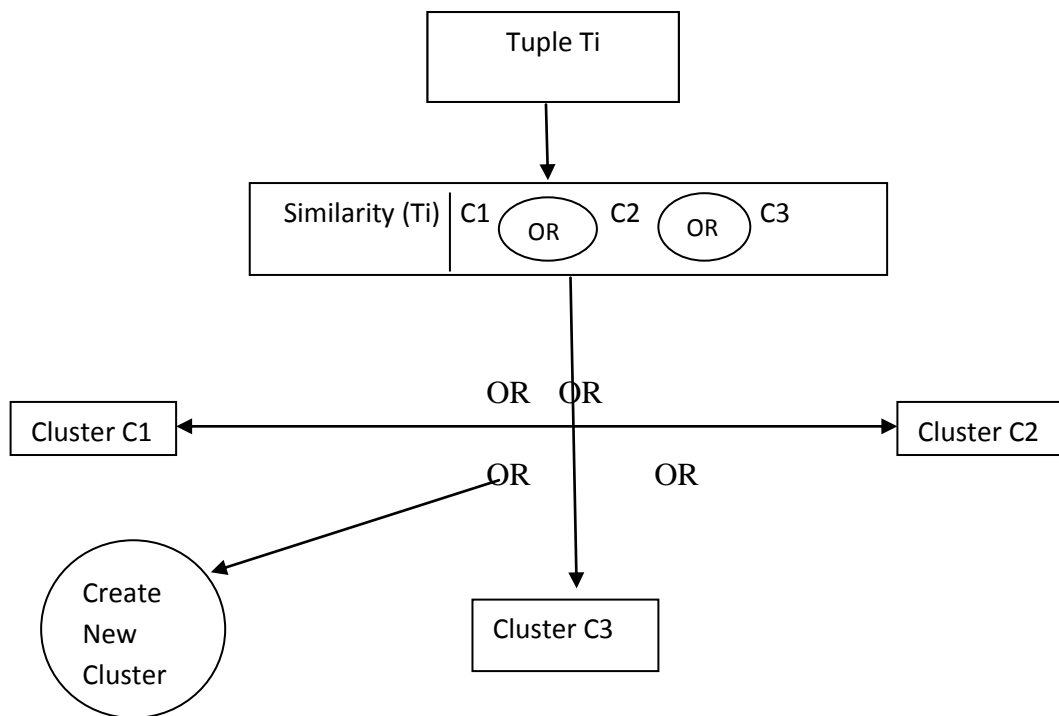 Tuple Ti
Similarity (Ti) C1 OR C2 OR C3
OR OR
Cluster C1
Cluster C2
OR OR
Create
New
Cluster
Cluster C3